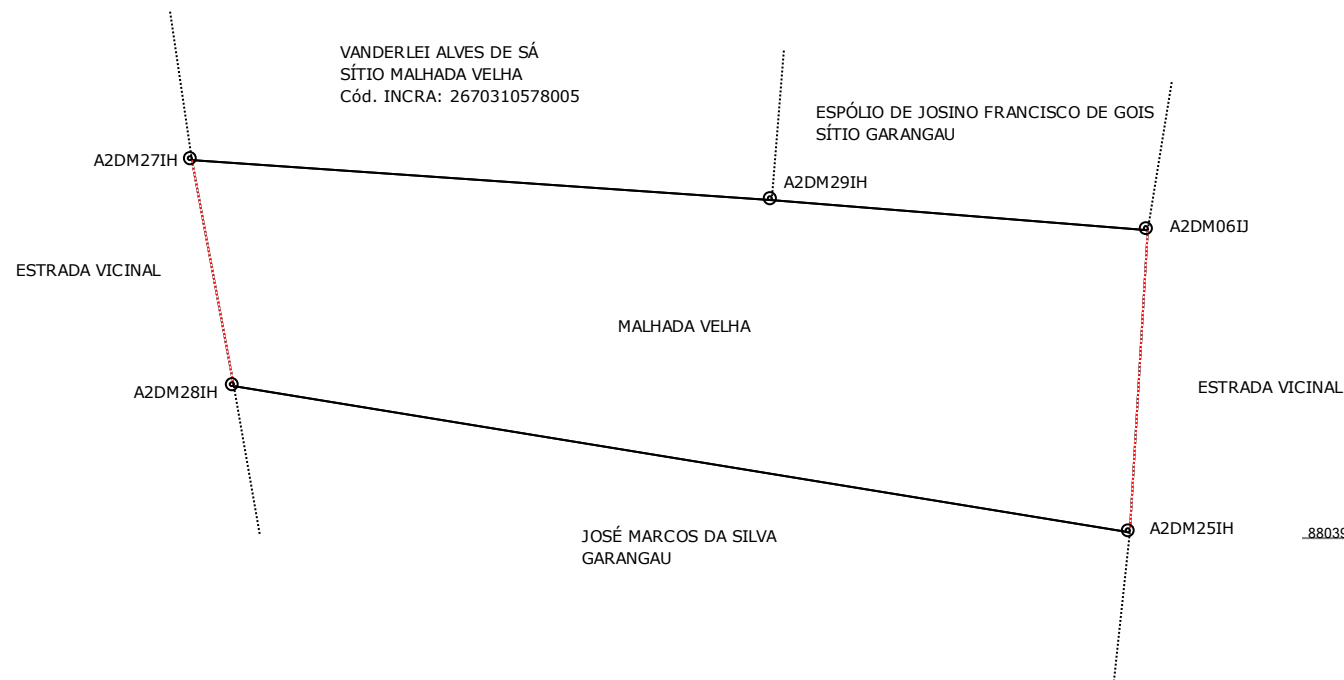 VANDERLEI ALVES DE SÁ
SÍTIO MALHADA VELHA
Cód. INCRA: 2670310578005
ESPÓLIO DE JOSINO FRANCISCO DE GOIS
SÍTIO GARANGAU
A2DM27IH
A2DM29IH
A2DM06IJ
ESTRADA VICINAL
MALHADA VELHA
ESTRADA VICINAL
A2DM28IH
JOSÉ MARCOS DA SILVA
GARANGAU
A2DM25IH
88039